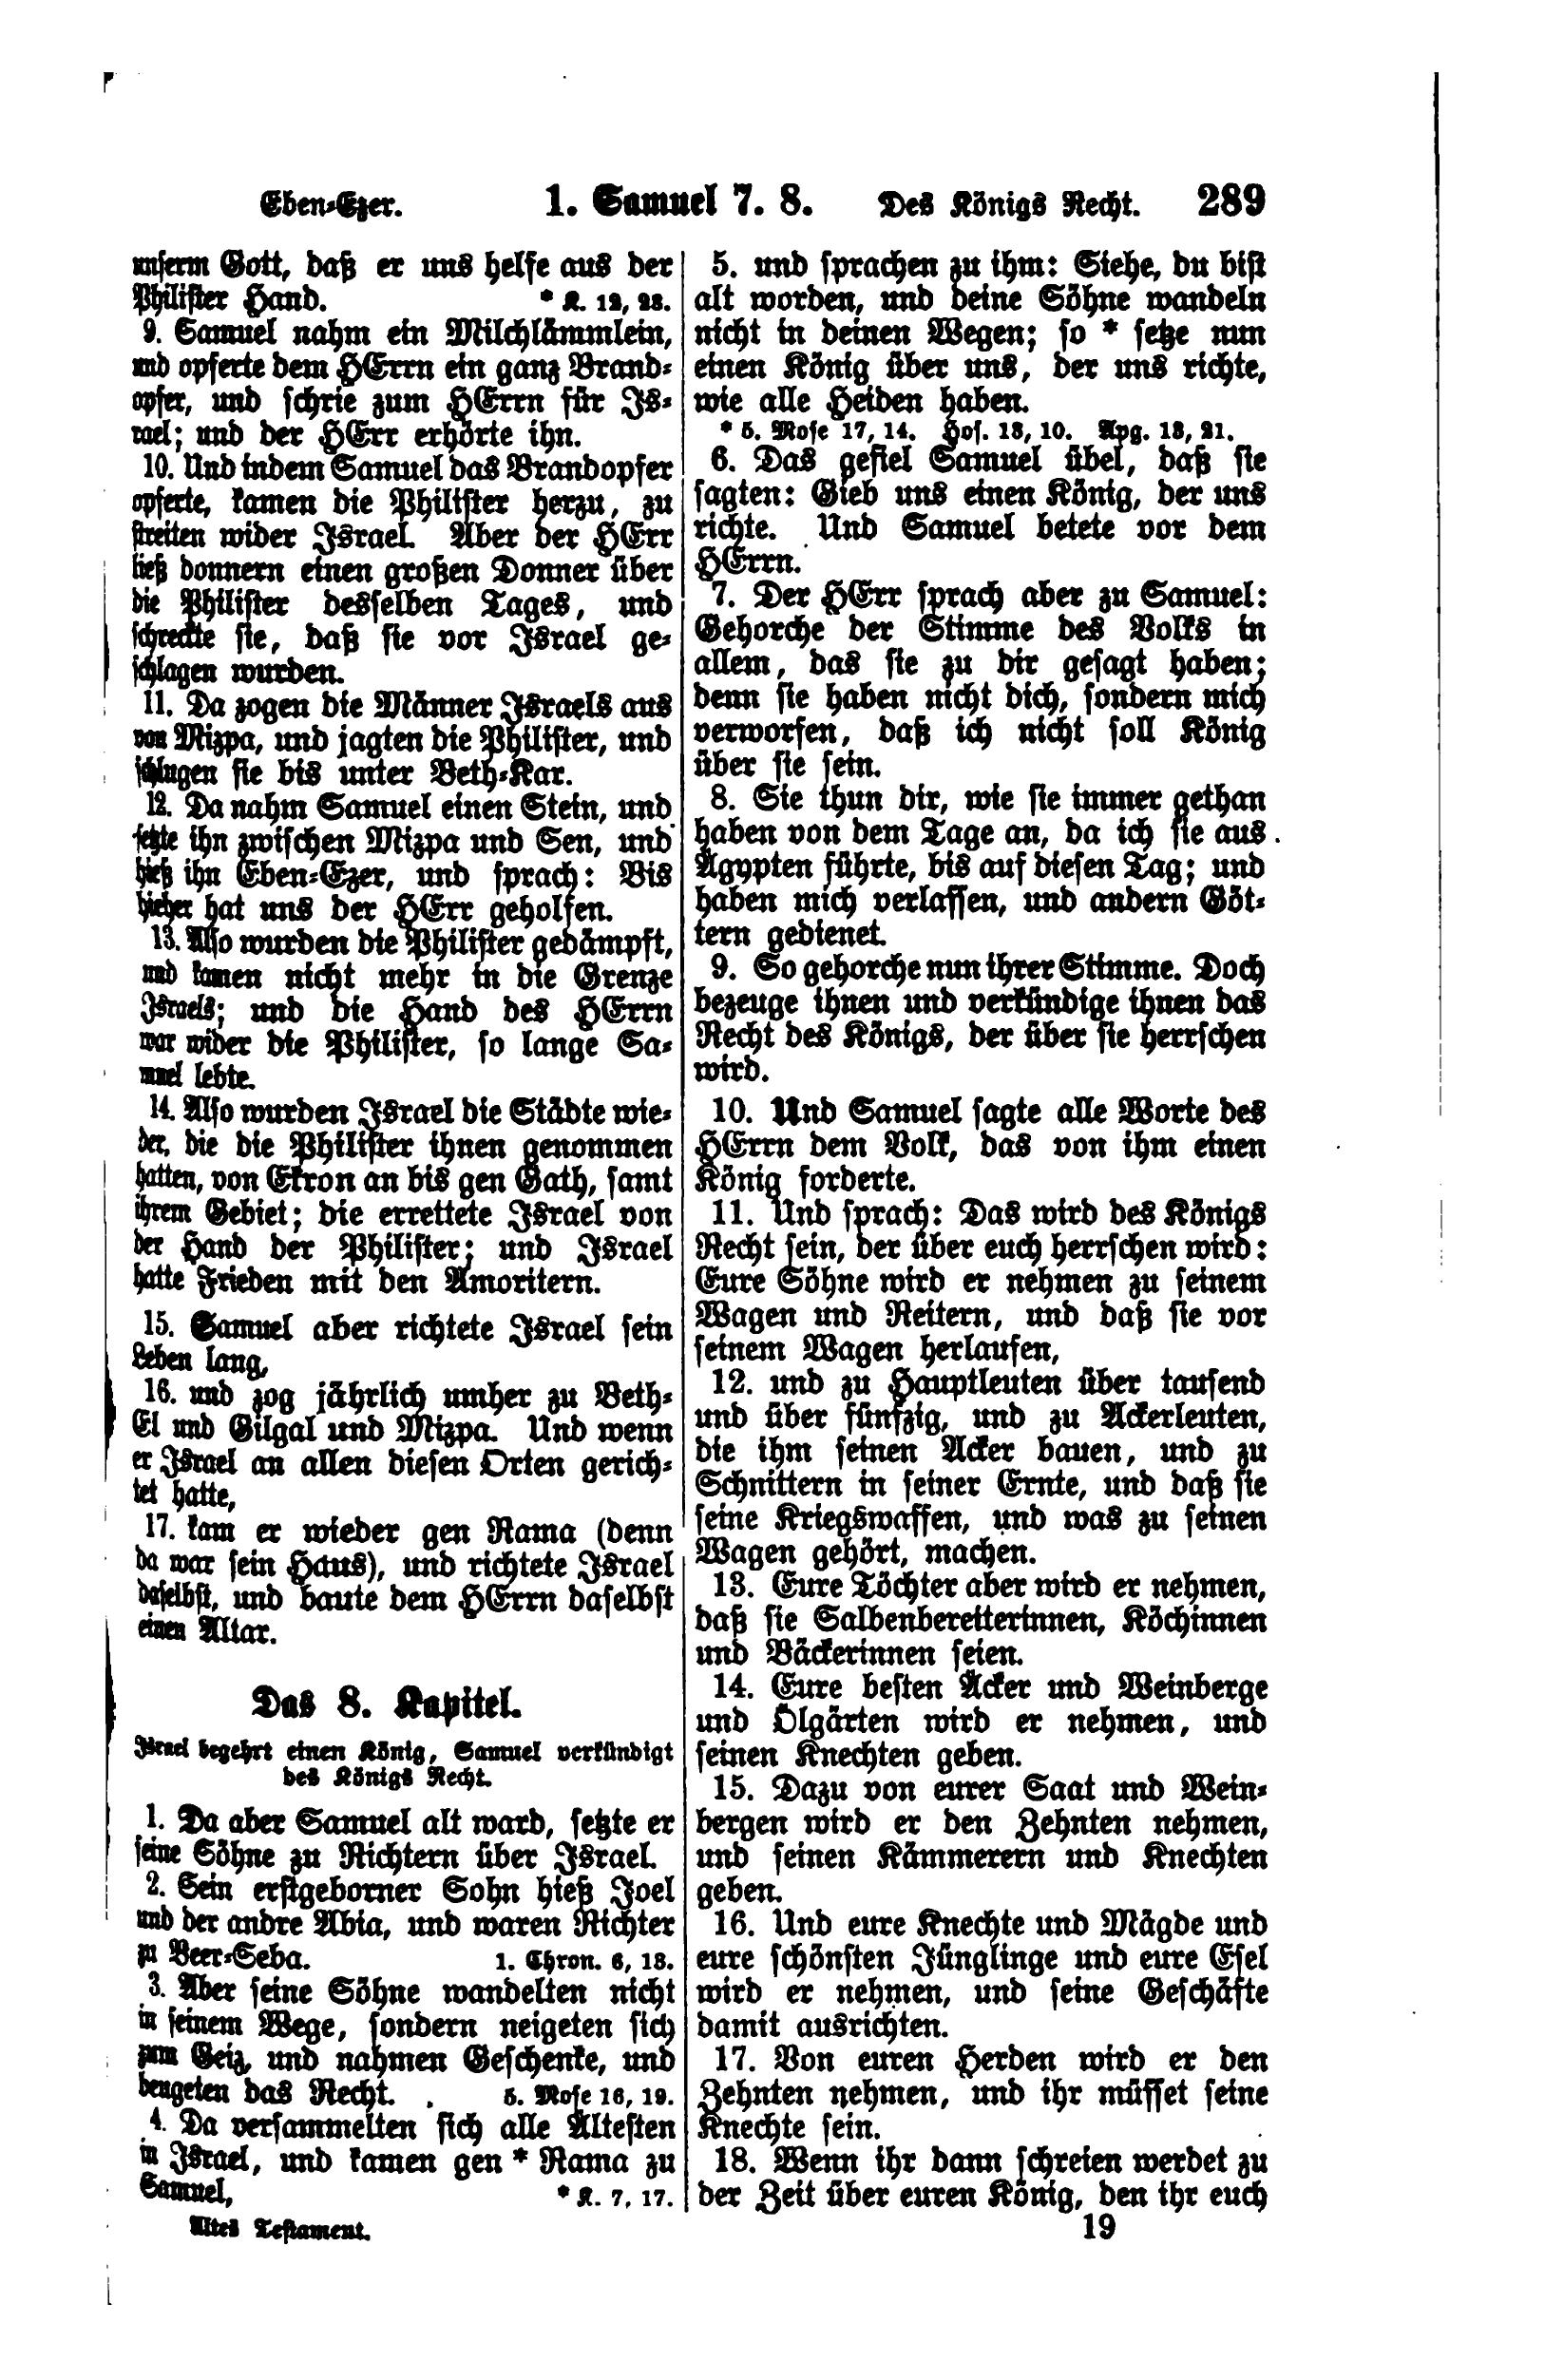 Eben-Ezer. 1. Samuel 7. 8. Des Königs Recht. 289
unserm Gott, daß er uns helfe aus der
Philister Hand. * K. 12, 23.
9. Samuel nahm ein Milchlämmlein,
und opferte dem HErrn ein ganz Brand-
opfer, und schrie zum HErrn für Is-
rael; und der HErr erhörte ihn.
10. Und indem Samuel das Brandopfer
opferte, kamen die Philister herzu, zu
streiten wider Israel. Aber der HErr
ließ donnern einen großen Donner über
die Philister desselben Tages, und
schreckte sie, daß sie vor Israel ge-
schlagen wurden.
11. Da zogen die Männer Israels aus
von Mizpa, und jagten die Philister, und
schlugen sie bis unter Beth-Kar.
12. Da nahm Samuel einen Stein, und
setzte ihn zwischen Mizpa und Sen, und
hieß ihn Eben-Ezer, und sprach: Bis
hieher hat uns der HErr geholfen.
13. Also wurden die Philister gedämpft,
und kamen nicht mehr in die Grenze
Israels; und die Hand des HErrn
war wider die Philister, so lange Sa-
muel lebte.
14. Also wurden Israel die Städte wie-
der, die die Philister ihnen genommen
hatten, von Ekron an bis gen Gath, samt
ihrem Gebiet; die errettete Israel von
der Hand der Philister; und Israel
hatte Frieden mit den Amoritern.
15. Samuel aber richtete Israel sein
Leben lang,
16. und zog jährlich umher zu Beth-
El und Gilgal und Mizpa. Und wenn
er Israel an allen diesen Orten gerich-
tet hatte,
17. kam er wieder gen Rama (denn
da war sein Haus), und richtete Israel
daselbst, und baute dem HErrn daselbst
einen Altar.
Das 8. Kapitel.
Israel begehrt einen König, Samuel verkündigt
des Königs Recht.
1. Da aber Samuel alt ward, setzte er
seine Söhne zu Richtern über Israel.
2. Sein erstgeborner Sohn hieß Joel
und der andre Abia, und waren Richter
zu Beer-Seba. 1. Chron. 6, 13.
3. Aber seine Söhne wandelten nicht
in seinem Wege, sondern neigeten sich
zum Geiz, und nahmen Geschenke, und
beugeten das Recht. 5. Mose 16, 19.
4. Da versammelten sich alle Ältesten
in Israel, und kamen gen * Rama zu
Samuel, * K. 7, 17.
5. und sprachen zu ihm: Siehe, du bist
alt worden, und deine Söhne wandeln
nicht in deinen Wegen; so * setze nun
einen König über uns, der uns richte,
wie alle Heiden haben.
* 5. Mose 17, 14. Hos. 13, 10. Apg. 13, 21.
6. Das gefiel Samuel übel, daß sie
sagten: Gieb uns einen König, der uns
richte. Und Samuel betete vor dem
HErrn.
7. Der HErr sprach aber zu Samuel:
Gehorche der Stimme des Volks in
allem, das sie zu dir gesagt haben;
denn sie haben nicht dich, sondern mich
verworfen, daß ich nicht soll König
über sie sein.
8. Sie thun dir, wie sie immer gethan
haben von dem Tage an, da ich sie aus
Ägypten führte, bis auf diesen Tag; und
haben mich verlassen, und andern Göt-
tern gedienet.
9. So gehorche nun ihrer Stimme. Doch
bezeuge ihnen und verkündige ihnen das
Recht des Königs, der über sie herrschen
wird.
10. Und Samuel sagte alle Worte des
HErrn dem Volk, das von ihm einen
König forderte.
11. Und sprach: Das wird des Königs
Recht sein, der über euch herrschen wird:
Eure Söhne wird er nehmen zu seinem
Wagen und Reitern, und daß sie vor
seinem Wagen herlaufen,
12. und zu Hauptleuten über tausend
und über fünfzig, und zu Ackerleuten,
die ihm seinen Acker bauen, und zu
Schnittern in seiner Ernte, und daß sie
seine Kriegswaffen, und was zu seinen
Wagen gehört, machen.
13. Eure Töchter aber wird er nehmen,
daß sie Salbenbereiterinnen, Köchinnen
und Bäckerinnen seien.
14. Eure besten Äcker und Weinberge
und Ölgärten wird er nehmen, und
seinen Knechten geben.
15. Dazu von eurer Saat und Wein-
bergen wird er den Zehnten nehmen,
und seinen Kämmerern und Knechten
geben.
16. Und eure Knechte und Mägde und
eure schönsten Jünglinge und eure Esel
wird er nehmen, und seine Geschäfte
damit ausrichten.
17. Von euren Herden wird er den
Zehnten nehmen, und ihr müsset seine
Knechte sein.
18. Wenn ihr dann schreien werdet zu
der Zeit über euren König, den ihr euch
Altes Testament. 19